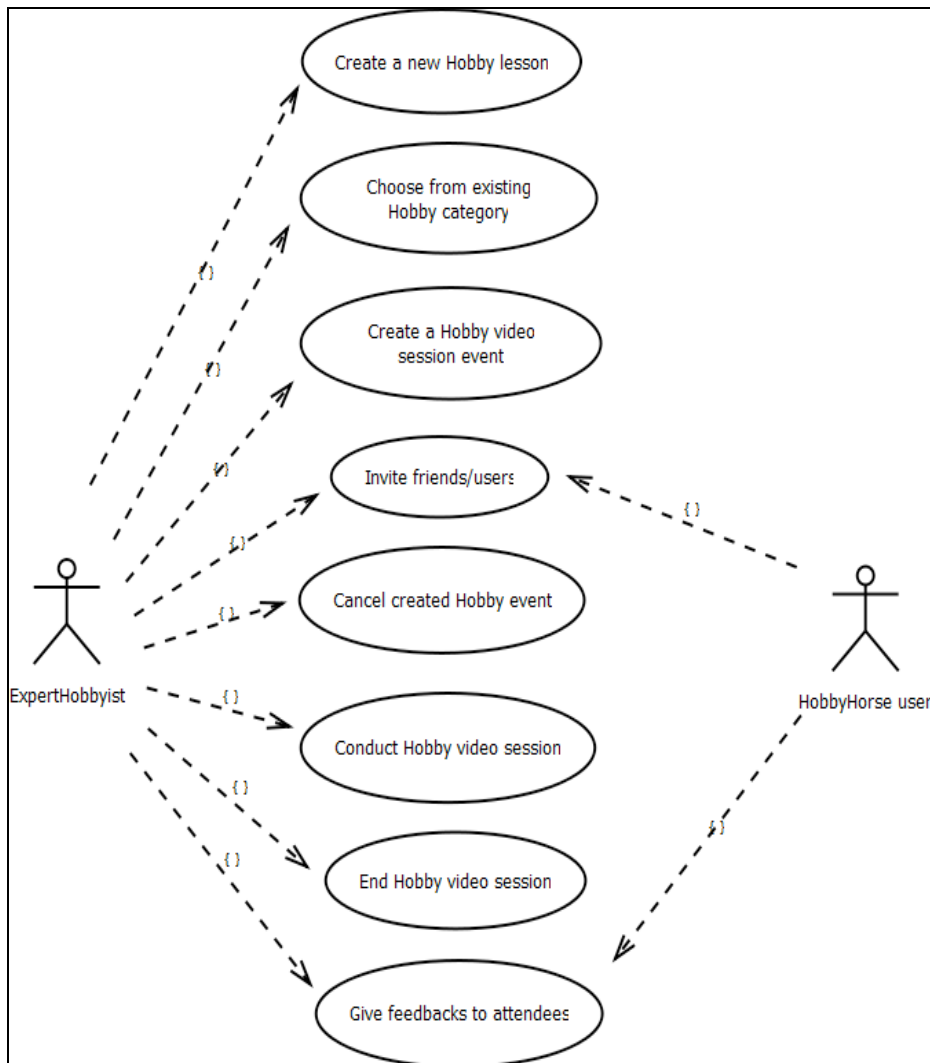 Create a new Hobby lesson
Choose from existing
Hobby category
{ }
Create a Hobby video
session event
{ }
{ }
Invite friends/users
{ }
{ }
Cancel created Hobby event
{ }
ExpertHobbyist
HobbyHorse user
{ }
Conduct Hobby video session
{ }
{ }
{ }
End Hobby video session
Give feedbacks to attendees